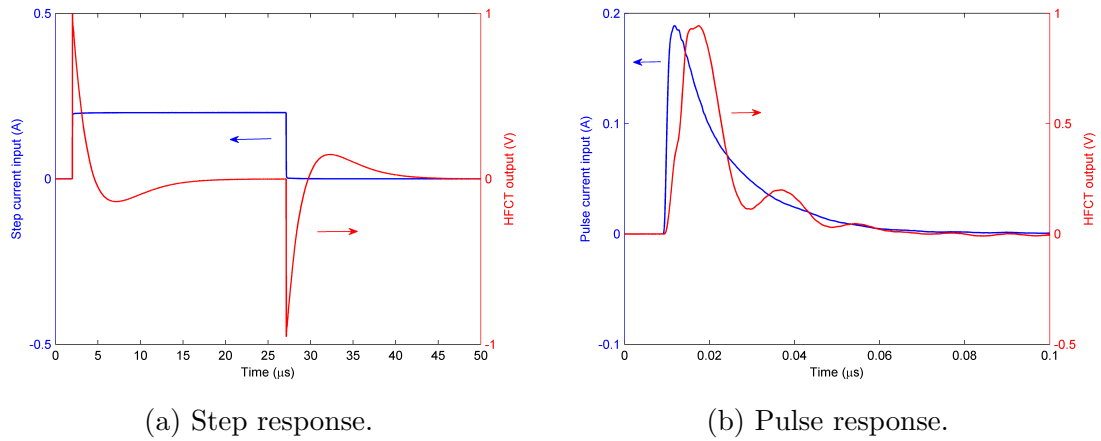 0.5
0
-0.5
Step current input (A)
1
0
-1
HFCT output (V)
0 5 10 15 20 25 30 35 40 45 50
Time (μs)
(a) Step response.
0.2
0.1
0
-0.1
Pulse current input (A)
1
0.5
0
-0.5
HFCT output (V)
0 0.02 0.04 0.06 0.08 0.1
Time (μs)
(b) Pulse response.